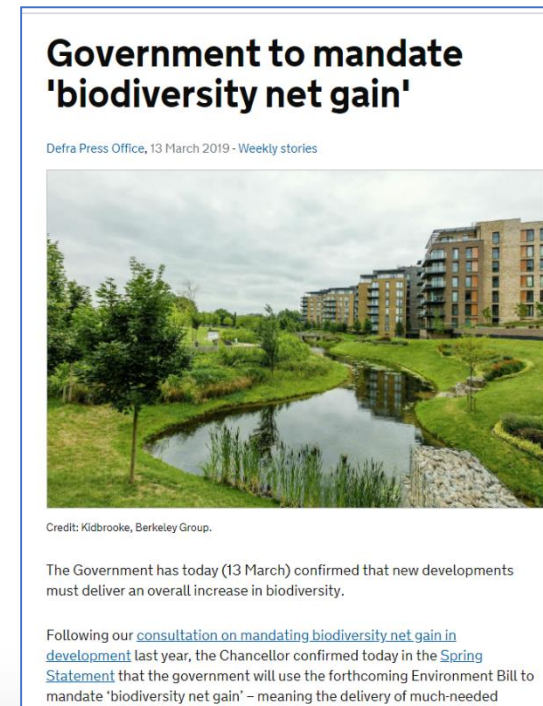 Government to mandate
'biodiversity net gain'
Defra Press Office, 13 March 2019 - Weekly stories
Credit: Kidbrooke, Berkeley Group.
The Government has today (13 March) confirmed that new developments
must deliver an overall increase in biodiversity.
Following our consultation on mandating biodiversity net gain in
development last year, the Chancellor confirmed today in the Spring
Statement that the government will use the forthcoming Environment Bill to
mandate ‘biodiversity net gain’ – meaning the delivery of much-needed